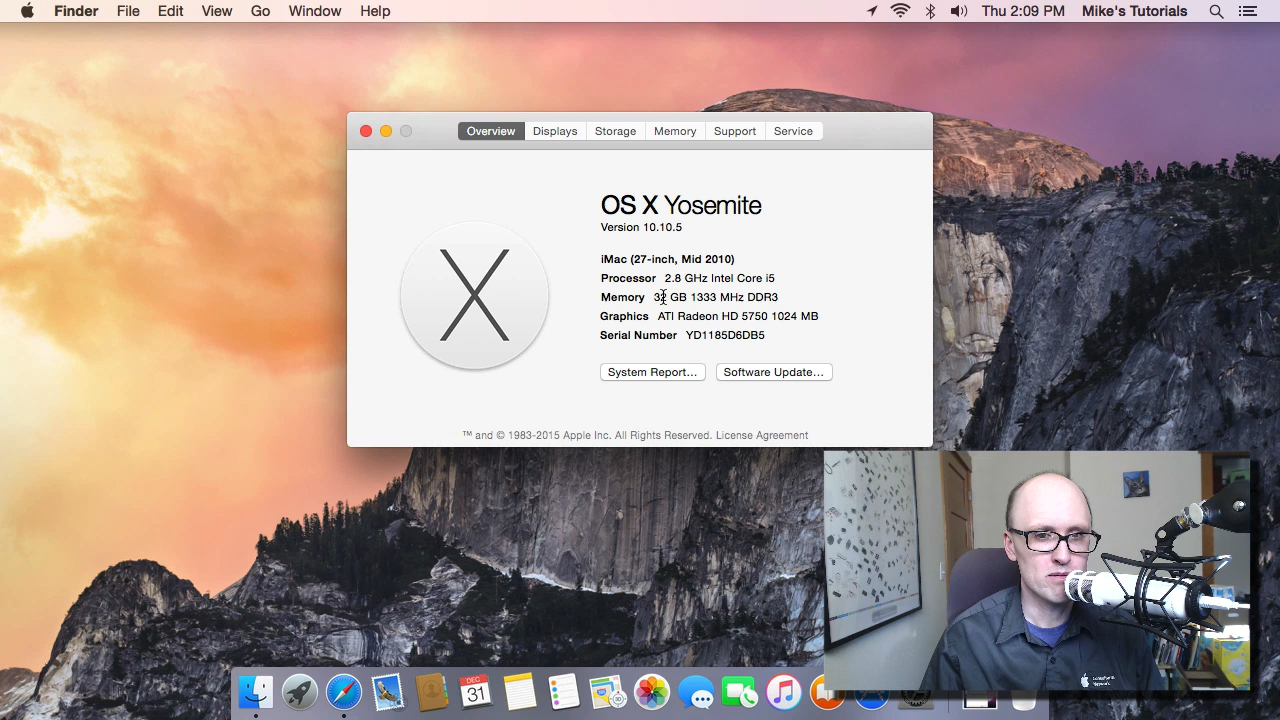 Finder File Edit View Go Window Help Thu 2:09 PM Mike's Tutorials
Overview Displays Storage Memory Support Service
OS X Yosemite
Version 10.10.5
iMac (27-inch, Mid 2010)
Processor 2.8 GHz Intel Core i5
Memory 32 GB 1333 MHz DDR3
Graphics ATI Radeon HD 5750 1024 MB
Serial Number YD1185D6DB5
System Report... Software Update...
™ and © 1983-2015 Apple Inc. All Rights Reserved. License Agreement
X
DEC
31